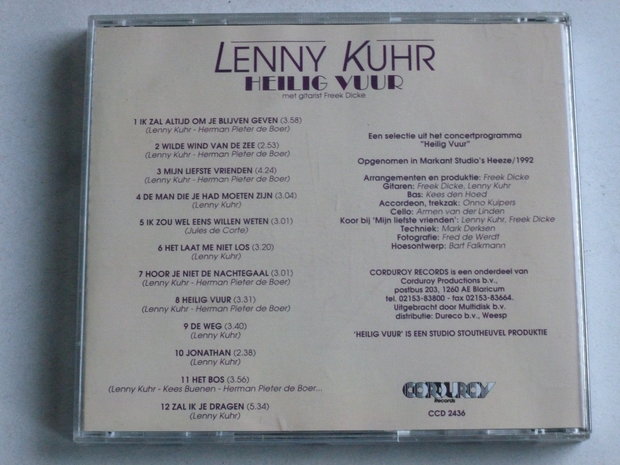 LENNY KUHR
HEILIG VUUR
met gitarist Freek Dicke
1 IK ZAL ALTIJD OM JE BLIJVEN GEVEN (3.58)
(Lenny Kuhr - Herman Pieter de Boer)
2 WILDE WIND VAN DE ZEE (2.53)
(Lenny Kuhr - Herman Pieter de Boer)
3 MIJN LIEFSTE VRIENDEN (4.24)
(Lenny Kuhr - Herman Pieter de Boer)
4 DE MAN DIE JE HAD MOETEN ZIJN (3.04)
(Lenny Kuhr)
5 IK ZOU WEL EENS WILLEN WETEN (3.01)
(Jules de Corte)
6 HET LAAT ME NIET LOS (3.20)
(Lenny Kuhr)
7 HOOR JE NIET DE NACHTEGAAL (3.01)
(Lenny Kuhr - Herman Pieter de Boer)
8 HEILIG VUUR (3.31)
(Lenny Kuhr - Herman Pieter de Boer)
9 DE WEG (3.40)
(Lenny Kuhr)
10 JONATHAN (2.38)
(Lenny Kuhr)
11 HET BOS (3.56)
(Lenny Kuhr - Kees Buenen - Herman Pieter de Boer...
12 ZAL IK JE DRAGEN (5.34)
(Lenny Kuhr)
Een selectie uit het concertprogramma
"Heilig Vuur"
Opgenomen in Markant Studio's Heeze/1992
Arrangementen en produktie: Freek Dicke
Gitaren: Freek Dicke, Lenny Kuhr
Bas: Kees den Hoed
Accordeon, trekzak: Onno Kuipers
Cello: Armen van der Linden
Koor bij 'Mijn liefste vrienden': Lenny Kuhr, Freek Dicke
Techniek: Mark Derksen
Fotografie: Fred de Werdt
Hoesontwerp: Bart Falkmann
CORDUROY RECORDS is een onderdeel van
Corduroy Productions b.v.,
postbus 203, 1260 AE Blaricum
tel. 02153-83800 - fax 02153-83664.
Uitgebracht door Multidisk b.v.,
distributie: Dureco b.v., Weesp
'HEILIG VUUR' IS EEN STUDIO STOUTHEUVEL PRODUKTIE
CORDUROY
Records
CCD 2436